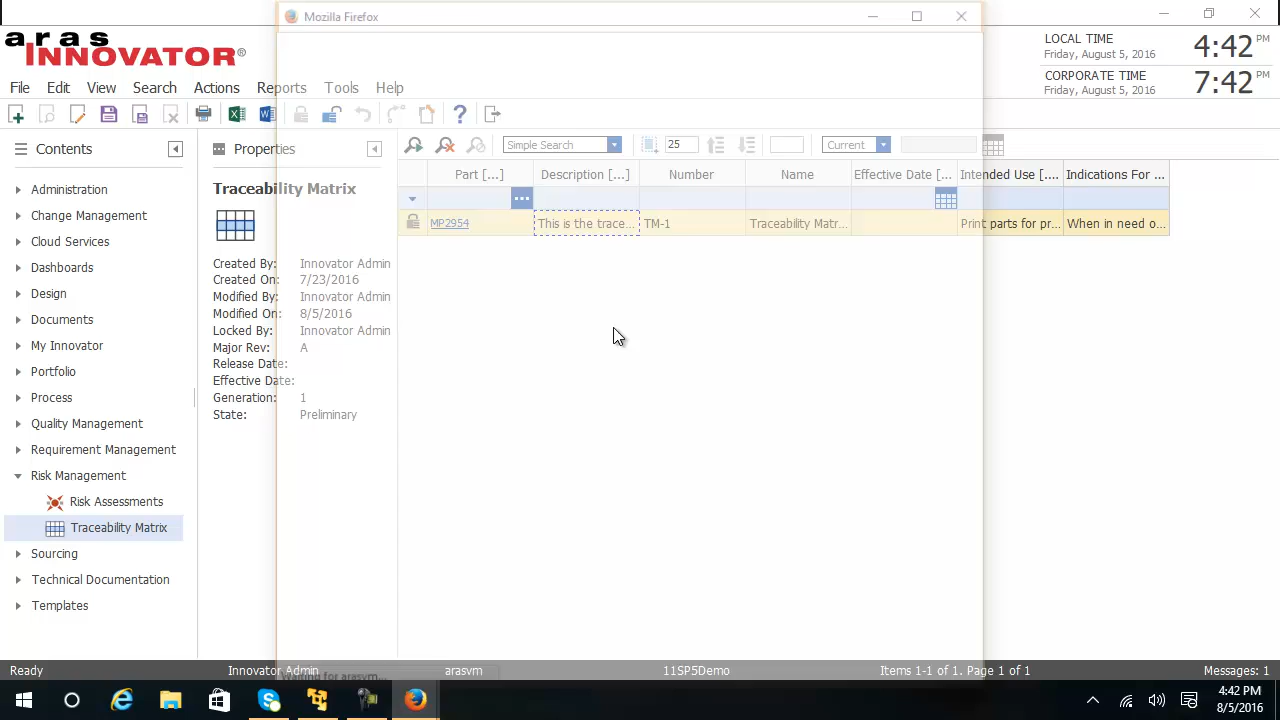 Mozilla Firefox
aras
INNOVATOR®
LOCAL TIME
Friday, August 5, 2016
4:42 PM
CORPORATE TIME
Friday, August 5, 2016
7:42 PM
File Edit View Search Actions Reports Tools Help
Contents
Properties
Simple Search
25
Current
Administration
Change Management
Cloud Services
Dashboards
Design
Documents
My Innovator
Portfolio
Process
Quality Management
Requirement Management
Risk Management
Risk Assessments
Traceability Matrix
Sourcing
Technical Documentation
Templates
Traceability Matrix
Created By: Innovator Admin
Created On: 7/23/2016
Modified By: Innovator Admin
Modified On: 8/5/2016
Locked By: Innovator Admin
Major Rev: A
Release Date:
Effective Date:
Generation: 1
State: Preliminary
Part [...] Description [...] Number Name Effective Date [... Intended Use [.... Indications For ...
MP2954 This is the trace... TM-1 Traceability Matr... Print parts for pr... When in need o...
Waiting for arasvm...
Ready Innovator Admin arasvm 11SP5Demo Items 1-1 of 1. Page 1 of 1 Messages: 1
4:42 PM
8/5/2016